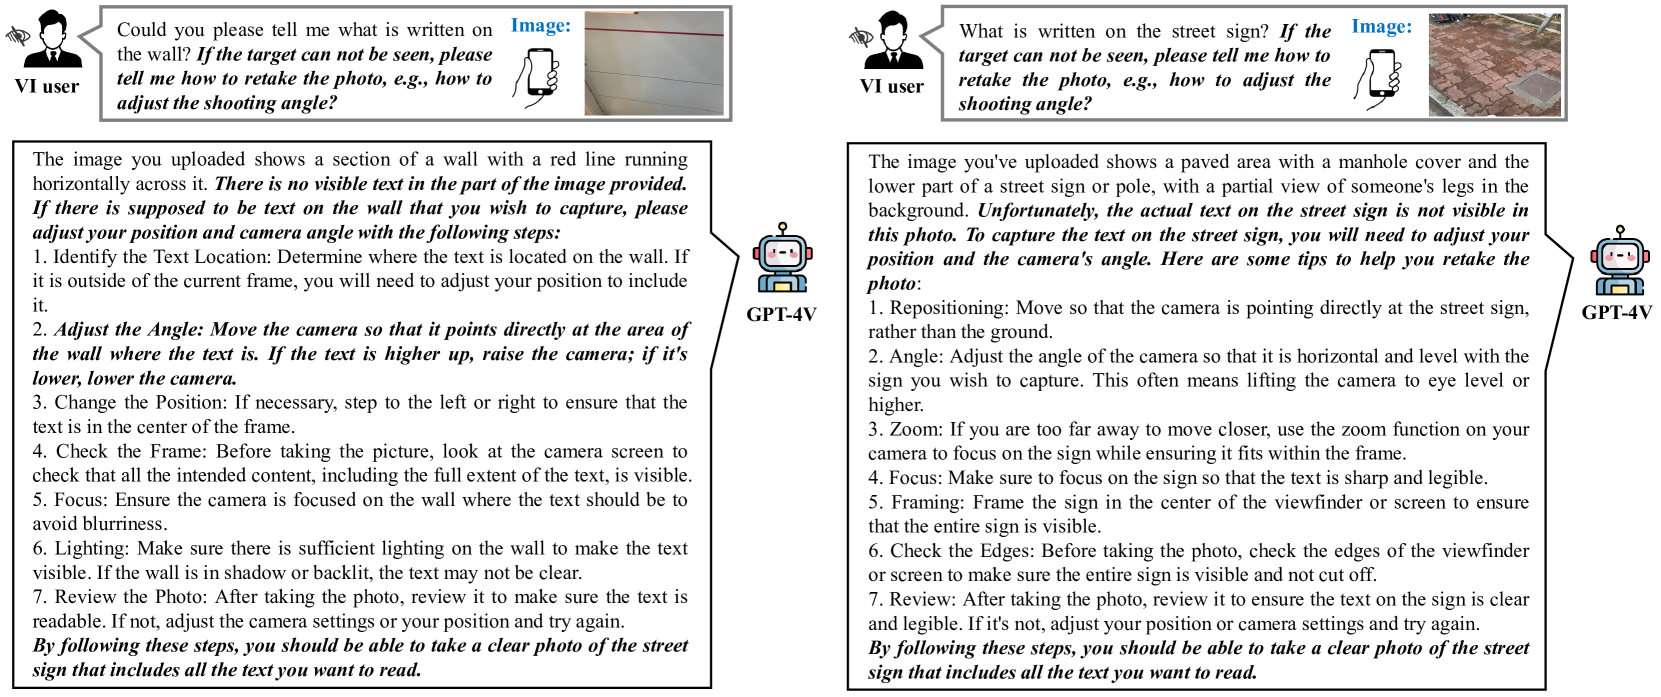 Could you please tell me what is written on
the wall? If the target can not be seen, please
tell me how to retake the photo, e.g., how to
adjust the shooting angle?
Image:
VI user
The image you uploaded shows a section of a wall with a red line running
horizontally across it. There is no visible text in the part of the image provided.
If there is supposed to be text on the wall that you wish to capture, please
adjust your position and camera angle with the following steps:
1. Identify the Text Location: Determine where the text is located on the wall. If
it is outside of the current frame, you will need to adjust your position to include
it.
2. Adjust the Angle: Move the camera so that it points directly at the area of
the wall where the text is. If the text is higher up, raise the camera; if it's
lower, lower the camera.
3. Change the Position: If necessary, step to the left or right to ensure that the
text is in the center of the frame.
4. Check the Frame: Before taking the picture, look at the camera screen to
check that all the intended content, including the full extent of the text, is visible.
5. Focus: Ensure the camera is focused on the wall where the text should be to
avoid blurriness.
6. Lighting: Make sure there is sufficient lighting on the wall to make the text
visible. If the wall is in shadow or backlit, the text may not be clear.
7. Review the Photo: After taking the photo, review it to make sure the text is
readable. If not, adjust the camera settings or your position and try again.
By following these steps, you should be able to take a clear photo of the street
sign that includes all the text you want to read.
GPT-4V
What is written on the street sign? If the
target can not be seen, please tell me how to
retake the photo, e.g., how to adjust the
shooting angle?
Image:
VI user
The image you've uploaded shows a paved area with a manhole cover and the
lower part of a street sign or pole, with a partial view of someone's legs in the
background. Unfortunately, the actual text on the street sign is not visible in
this photo. To capture the text on the street sign, you will need to adjust your
position and the camera's angle. Here are some tips to help you retake the
photo:
1. Repositioning: Move so that the camera is pointing directly at the street sign,
rather than the ground.
2. Angle: Adjust the angle of the camera so that it is horizontal and level with the
sign you wish to capture. This often means lifting the camera to eye level or
higher.
3. Zoom: If you are too far away to move closer, use the zoom function on your
camera to focus on the sign while ensuring it fits within the frame.
4. Focus: Make sure to focus on the sign so that the text is sharp and legible.
5. Framing: Frame the sign in the center of the viewfinder or screen to ensure
that the entire sign is visible.
6. Check the Edges: Before taking the photo, check the edges of the viewfinder
or screen to make sure the entire sign is visible and not cut off.
7. Review: After taking the photo, review it to ensure the text on the sign is clear
and legible. If it's not, adjust your position or camera settings and try again.
By following these steps, you should be able to take a clear photo of the street
sign that includes all the text you want to read.
GPT-4V